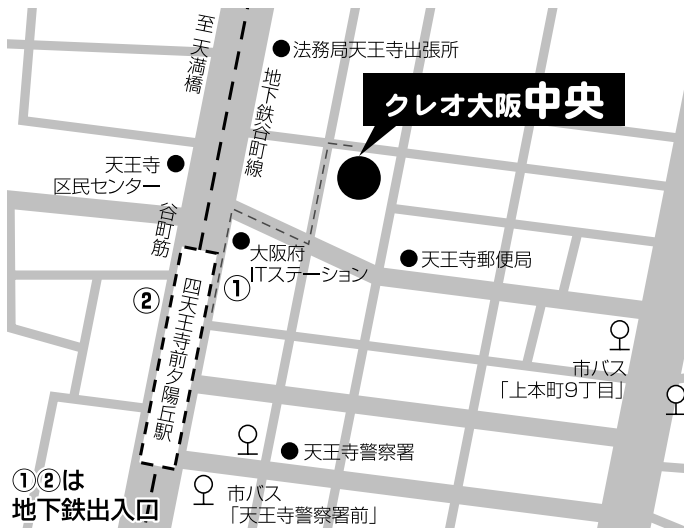 至 天満橋
法務局天王寺出張所
地下鉄谷町線
クレオ大阪中央
天王寺
区民センター
谷町筋
大阪府
ITステーション
天王寺郵便局
①
②
四天王寺前夕陽丘駅
市バス
「上本町9丁目」
天王寺警察署
市バス
「天王寺警察署前」
①②は
地下鉄出入口